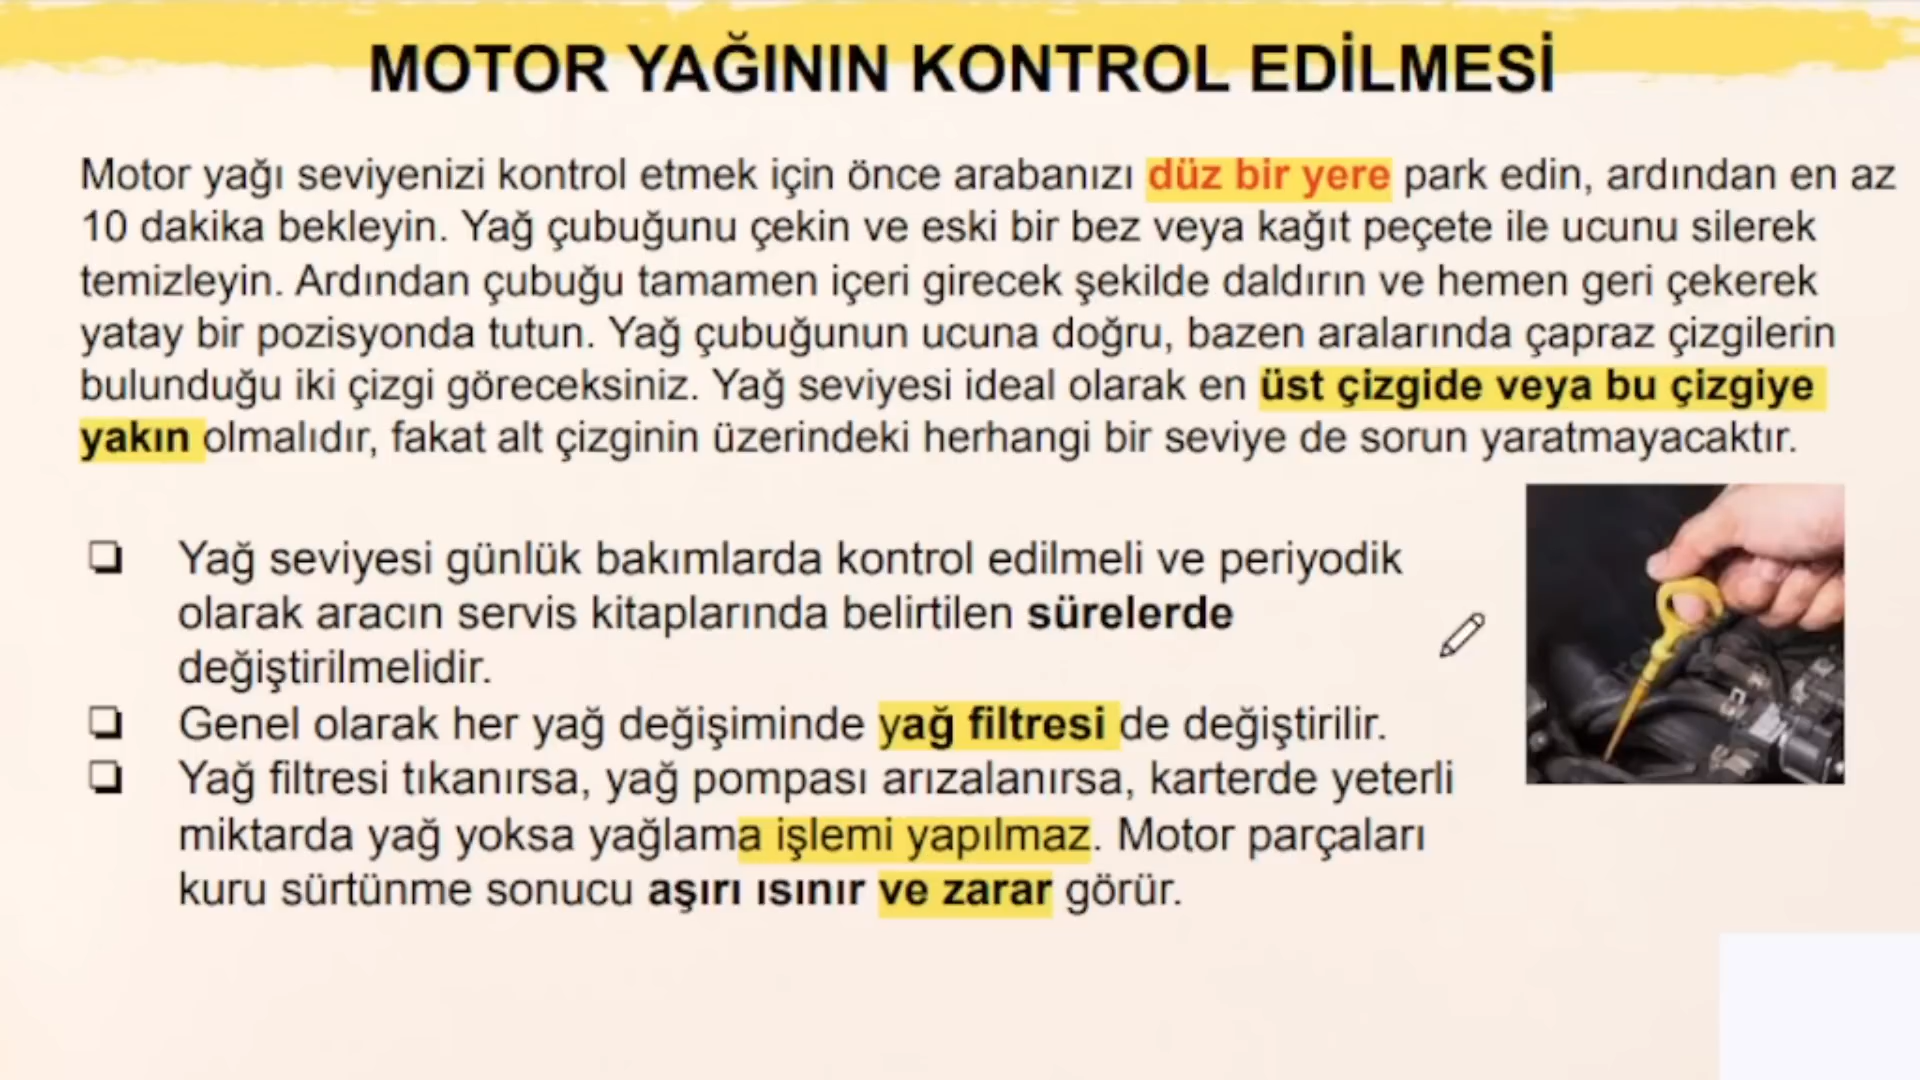 MOTOR YAĞININ KONTROL EDİLMESİ
Motor yağı seviyenizi kontrol etmek için önce arabanızı düz bir yere park edin, ardından en az
10 dakika bekleyin. Yağ çubuğunu çekin ve eski bir bez veya kağıt peçete ile ucunu silerek
temizleyin. Ardından çubuğu tamamen içeri girecek şekilde daldırın ve hemen geri çekerek
yatay bir pozisyonda tutun. Yağ çubuğunun ucuna doğru, bazen aralarında çapraz çizgilerin
bulunduğu iki çizgi göreceksiniz. Yağ seviyesi ideal olarak en üst çizgide veya bu çizgiye
yakın olmalıdır, fakat alt çizginin üzerindeki herhangi bir seviye de sorun yaratmayacaktır.
❑ Yağ seviyesi günlük bakımlarda kontrol edilmeli ve periyodik
olarak aracın servis kitaplarında belirtilen sürelerde
değiştirilmelidir.
❑ Genel olarak her yağ değişiminde yağ filtresi de değiştirilir.
❑ Yağ filtresi tıkanırsa, yağ pompası arızalanırsa, karterde yeterli
miktarda yağ yoksa yağlama işlemi yapılmaz. Motor parçaları
kuru sürtünme sonucu aşırı ısınır ve zarar görür.